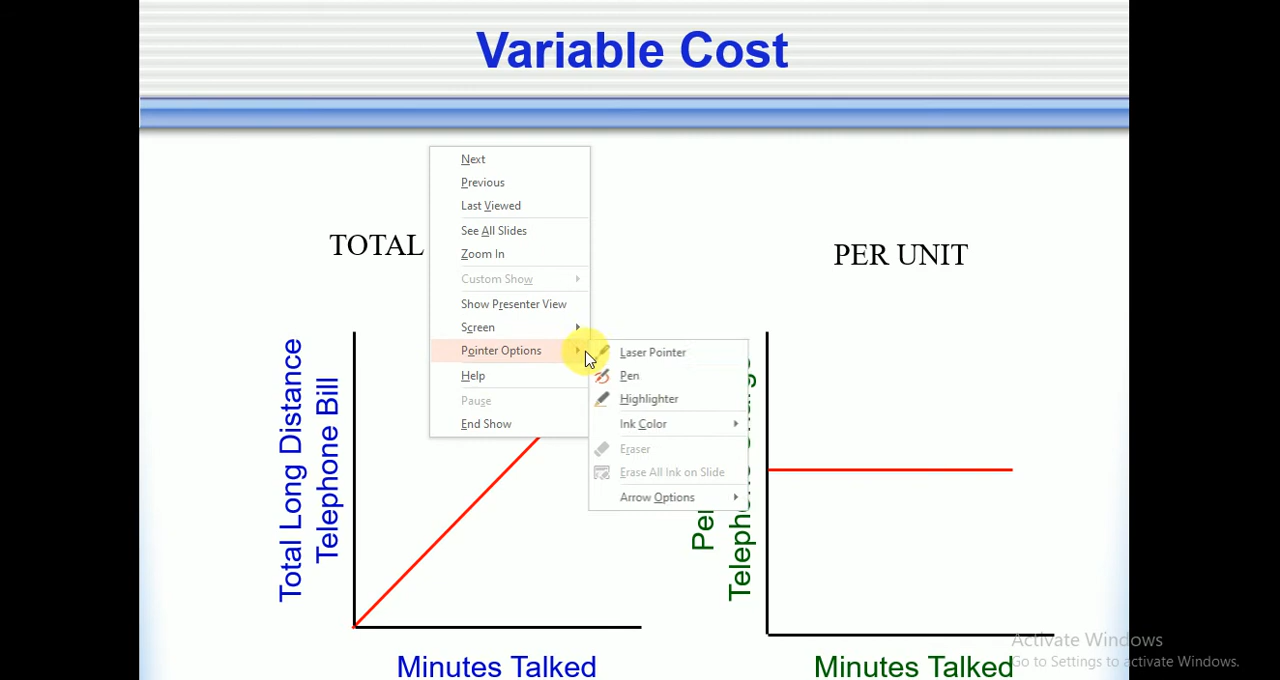 Variable Cost
Next
Previous
Last Viewed
See All Slides
Zoom In
Custom Show
Show Presenter View
Screen
Pointer Options
Help
Pause
End Show
Laser Pointer
Pen
Highlighter
Ink Color
Eraser
Erase All Ink on Slide
Arrow Options
TOTAL
PER UNIT
Total Long Distance
Telephone Bill
Minutes Talked
Minutes Talked
Activate Windows
Go to Settings to activate Windows.